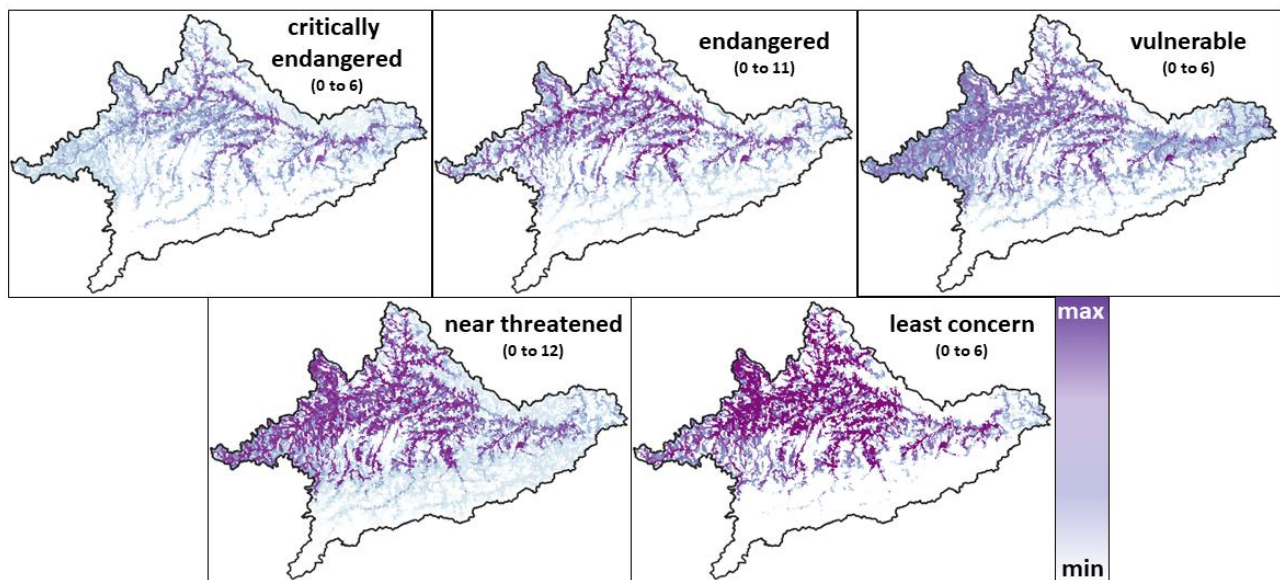 critically
endangered
(0 to 6)
endangered
(0 to 11)
vulnerable
(0 to 6)
near threatened
(0 to 12)
least concern
(0 to 6)
max
min